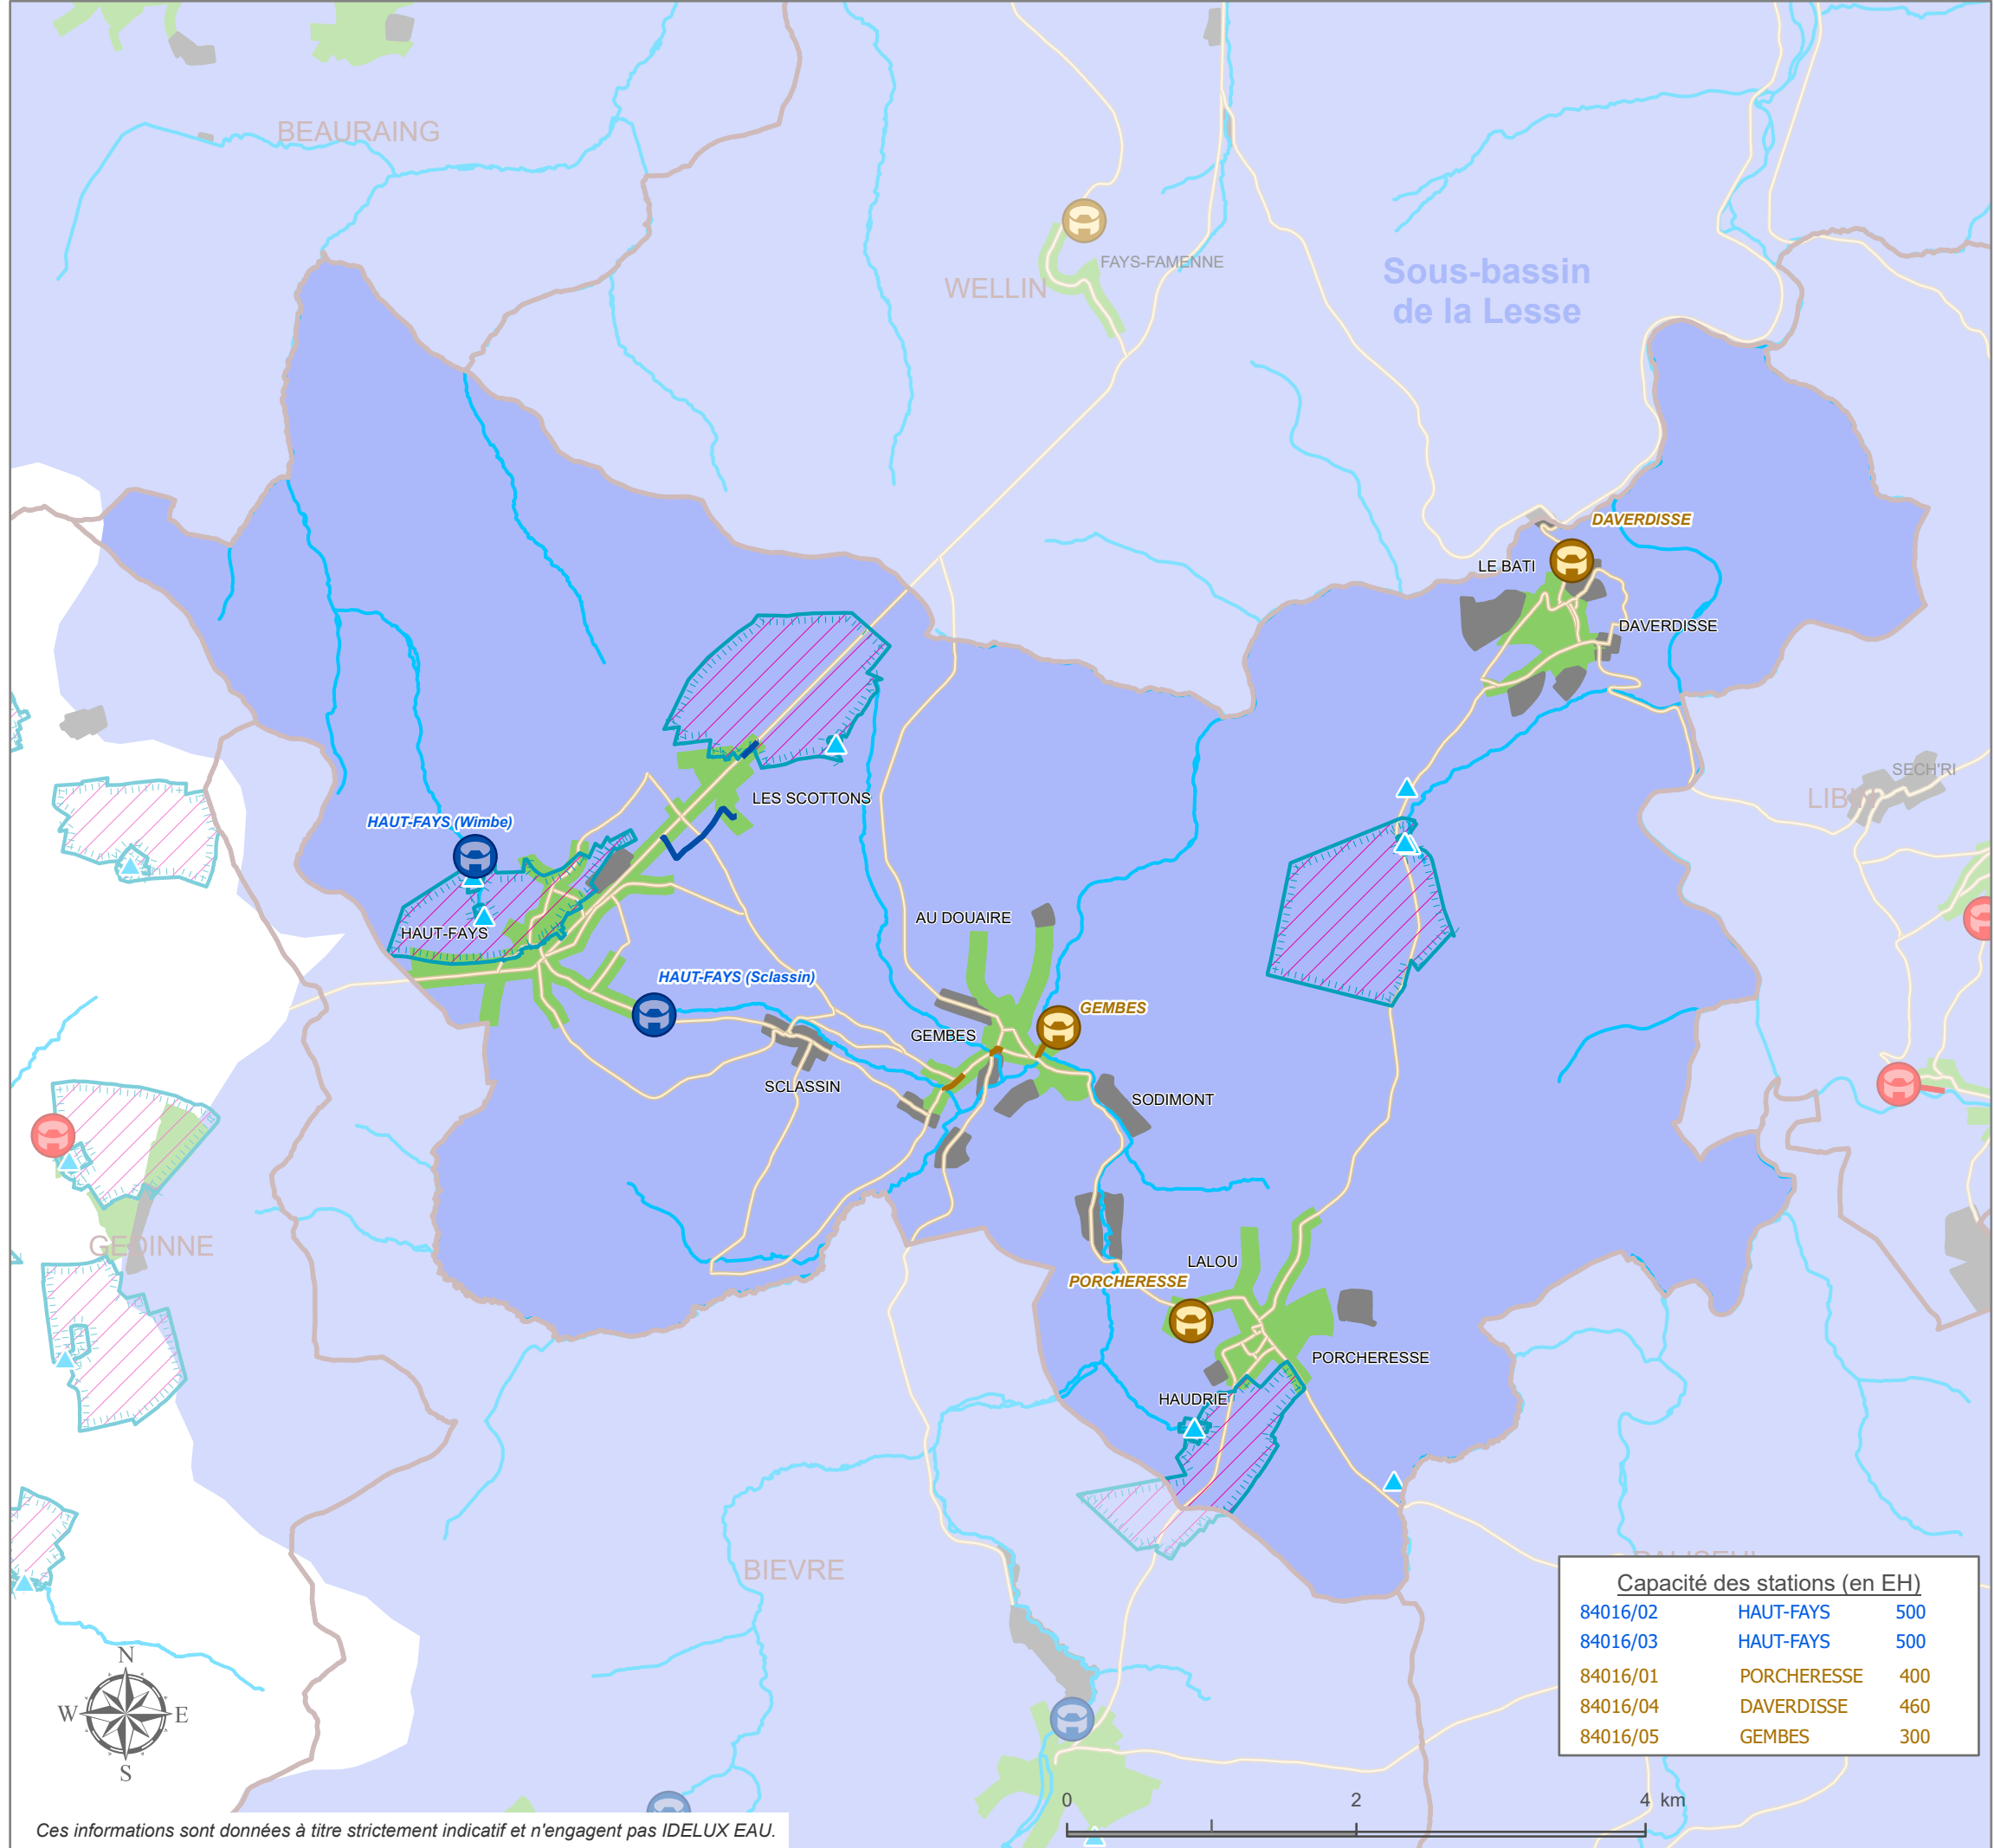 BEAURAING
FAYS-FAMENNE
WELLIN
Sous-bassin
de la Lesse
DAVERDISSE
LE BATI
DAVERDISSE
SECH'RI
LES SCOTTONS
HAUT-FAYS (Wimbe)
AU DOUAIRE
HAUT-FAYS
HAUT-FAYS (Sclassin)
GEMBES
GEMBES
SCLASSIN
SODIMONT
GEDINNE
LALOU
PORCHERESSE
PORCHERESSE
HAUDRIE
BIEVRE
Capacité des stations (en EH)
84016/02 HAUT-FAYS 500
84016/03 HAUT-FAYS 500
84016/01 PORCHERESSE 400
84016/04 DAVERDISSE 460
84016/05 GEMBES 300
N
W E
S
0 2 4 km
Ces informations sont données à titre strictement indicatif et n'engagent pas IDELUX EAU.